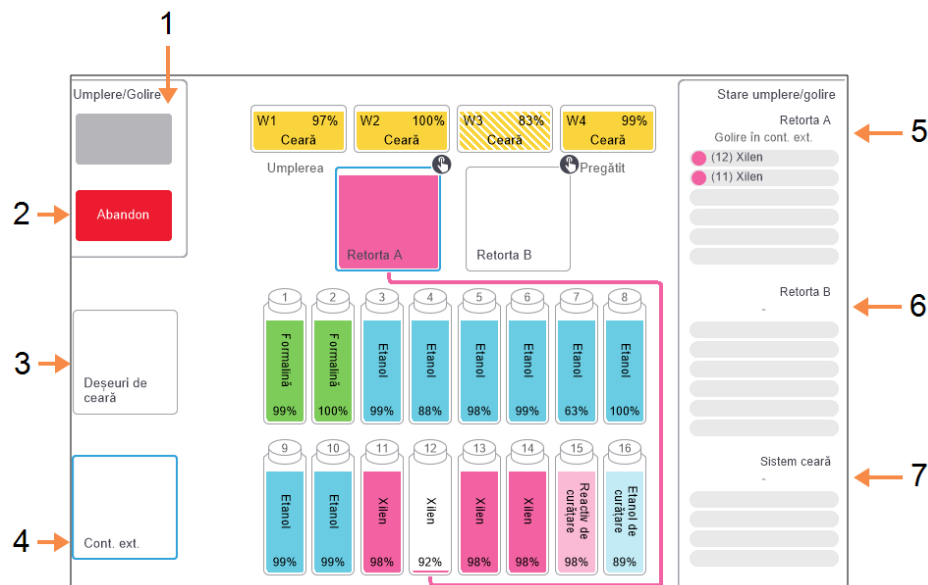 1
Umplere/Golire
2
Abandon
3
Deșeuri de
ceară
4
Cont. ext.
W1 97%
Ceară
W2 100%
Ceară
W3 83%
Ceară
W4 99%
Ceară
Umplerea
Pregătit
Retorta A
Retorta B
1
Formalină
99%
2
Formalină
100%
3
Etanol
99%
4
Etanol
88%
5
Etanol
98%
6
Etanol
99%
7
Etanol
63%
8
Etanol
100%
9
Etanol
99%
10
Etanol
99%
11
Xilen
98%
12
Xilen
92%
13
Xilen
98%
14
Xilen
98%
15
Reactiv de
curățare
98%
16
Etanol de
curățare
89%
Stare umplere/golire
Retorta A
Golire în cont. ext.
(12) Xilen
(11) Xilen
5
Retorta B
-
6
Sistem ceară
-
7